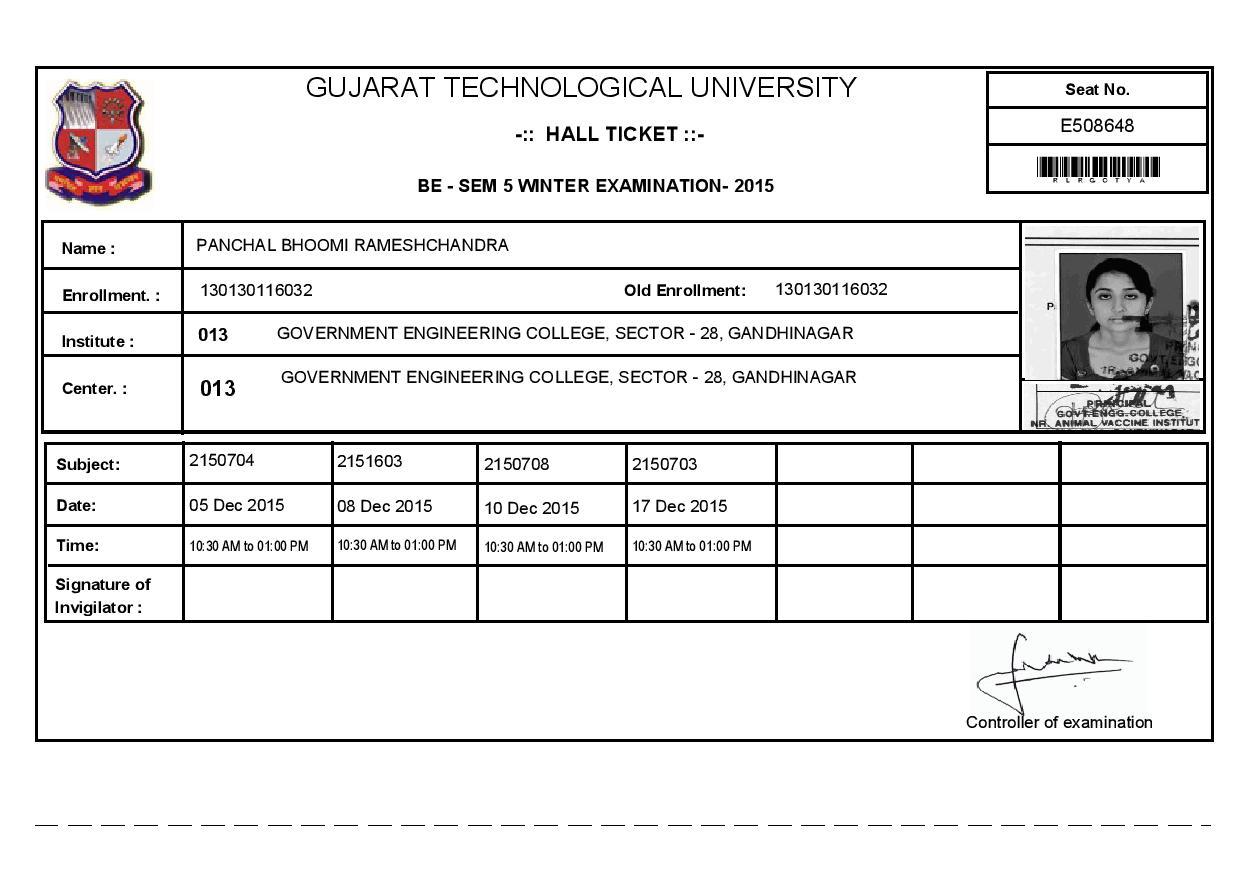 GUJARAT TECHNOLOGICAL UNIVERSITY
-:: HALL TICKET ::-
BE - SEM 5 WINTER EXAMINATION- 2015
Seat No.
E508648
R L R G C T Y A
Name : PANCHAL BHOOMI RAMESHCHANDRA
Enrollment. : 130130116032 Old Enrollment: 130130116032
Institute : 013 GOVERNMENT ENGINEERING COLLEGE, SECTOR - 28, GANDHINAGAR
Center. : 013 GOVERNMENT ENGINEERING COLLEGE, SECTOR - 28, GANDHINAGAR
PRINCIPAL
GOVT.ENGG.COLLEGE,
NR. ANIMAL VACCINE INSTITUT
Subject: 2150704 2151603 2150708 2150703
Date: 05 Dec 2015 08 Dec 2015 10 Dec 2015 17 Dec 2015
Time: 10:30 AM to 01:00 PM 10:30 AM to 01:00 PM 10:30 AM to 01:00 PM 10:30 AM to 01:00 PM
Signature of
Invigilator :
Controller of examination